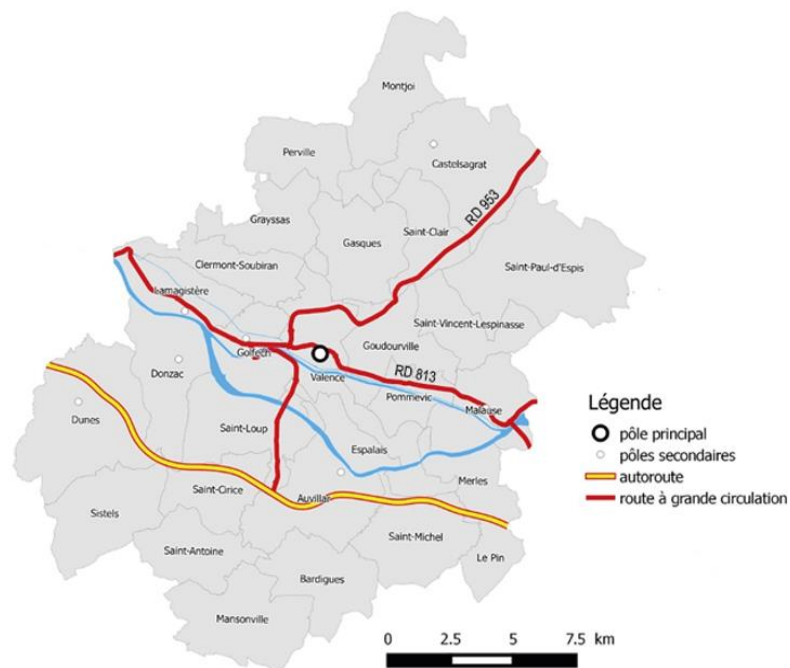 Montjoi
Castelsagrat
Perville
RD 953
Grayssas
Saint-Clair
Gasques
Clermont-Soubiran
Saint-Paul-d'Espis
Lamagistère
Saint-Vincent-Lespinasse
Goudourville
Golfech
Donzac
Valence
RD 813
Pommevic
Malause
Dunes
Saint-Loup
Espalais
Merles
Saint-Cirice
Auvillar
Sistels
Saint-Michel
Saint-Antoine
Le Pin
Bardigues
Mansonville
Légende
pôle principal
pôles secondaires
autoroute
route à grande circulation
0 2.5 5 7.5 km